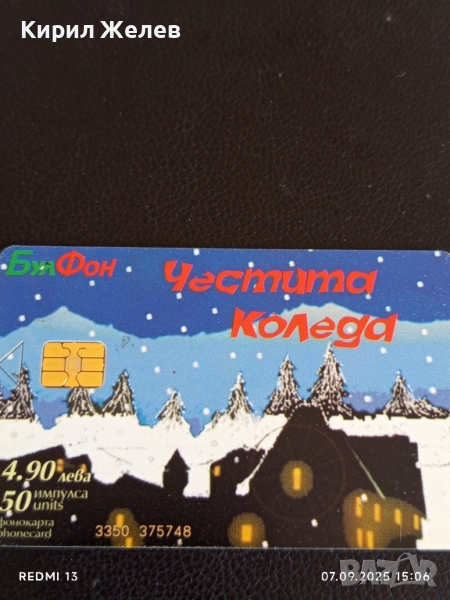 Кирил Желев
БулФон
Честита
Коледа
4.90 лева
50 импулса
units
фонокарта
phonecard
3350 375748
REDMI 13
07.09.2025 15:06
BAZAR